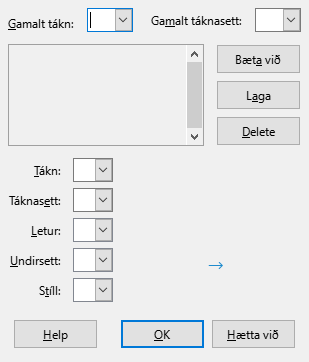 Gamalt tákn: Gamalt táknasett:
Bæta við
Laga
Delete
Tákn:
Táknasett:
Letur:
Undirsett:
Stíll:
Help OK Hætta við